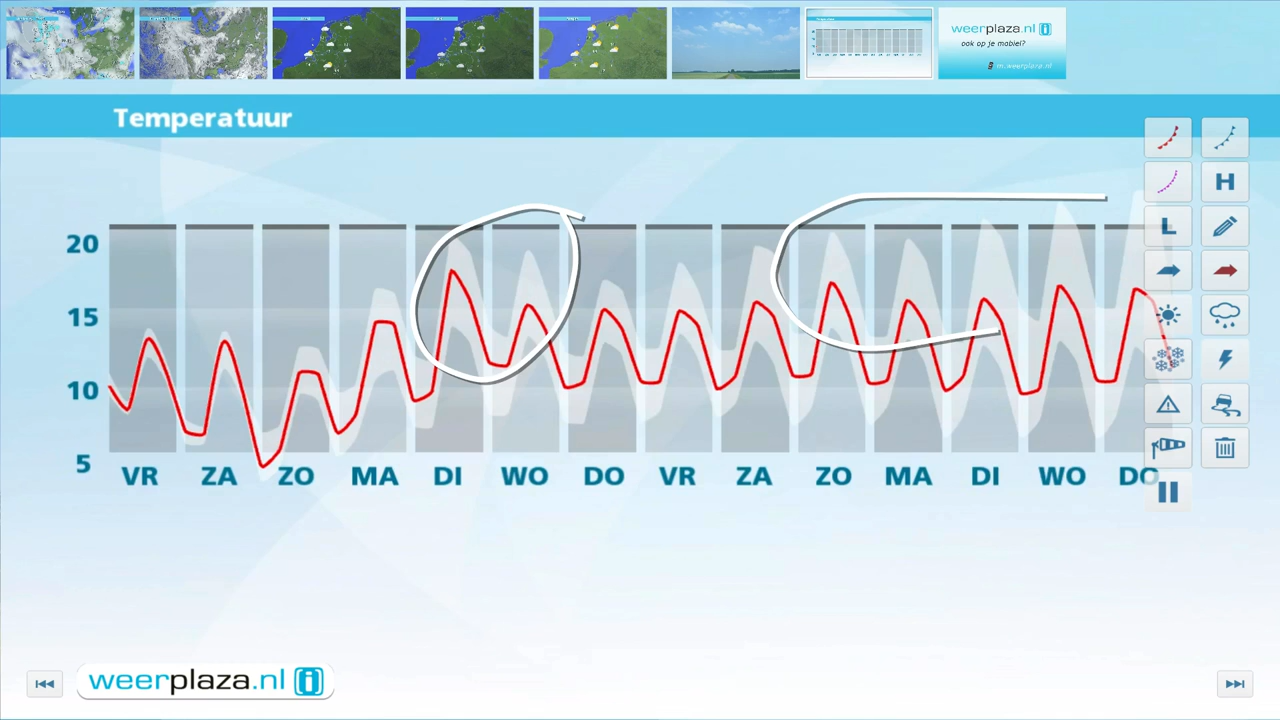 weerplaza.nl i
ook op je mobiel?
m.weerplaza.nl
Temperatuur
H
L
20
15
10
5
VR ZA ZO MA DI WO DO VR ZA ZO MA DI WO DO
weerplaza.nl i